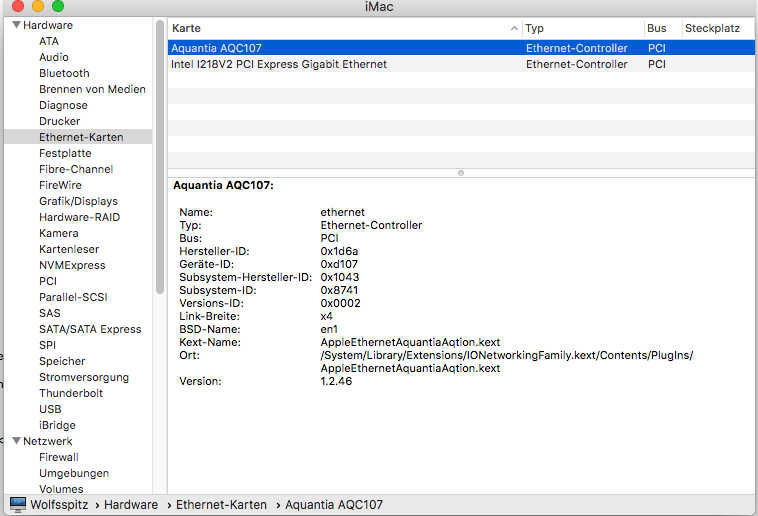 iMac
Hardware
ATA
Audio
Bluetooth
Brennen von Medien
Diagnose
Drucker
Ethernet-Karten
Festplatte
Fibre-Channel
FireWire
Grafik/Displays
Hardware-RAID
Kamera
Kartenleser
NVMExpress
PCI
Parallel-SCSI
SAS
SATA/SATA Express
SPI
Speicher
Stromversorgung
Thunderbolt
USB
iBridge
Netzwerk
Firewall
Umgebungen
Volumes
Karte Typ Bus Steckplatz
Aquantia AQC107 Ethernet-Controller PCI
Intel I218V2 PCI Express Gigabit Ethernet Ethernet-Controller PCI
Aquantia AQC107:
Name: ethernet
Typ: Ethernet-Controller
Bus: PCI
Hersteller-ID: 0x1d6a
Geräte-ID: 0xd107
Subsystem-Hersteller-ID: 0x1043
Subsystem-ID: 0x8741
Versions-ID: 0x0002
Link-Breite: x4
BSD-Name: en1
Kext-Name: AppleEthernetAquantiaAqtion.kext
Ort: /System/Library/Extensions/IONetworkingFamily.kext/Contents/PlugIns/
AppleEthernetAquantiaAqtion.kext
Version: 1.2.46
Wolfsspitz › Hardware › Ethernet-Karten › Aquantia AQC107